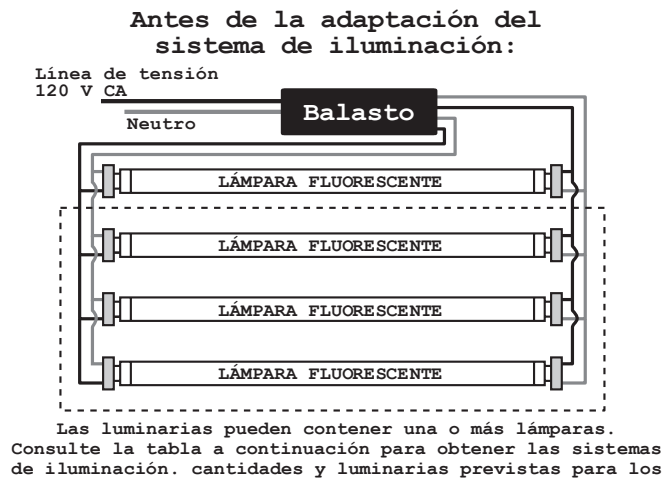 Antes de la adaptación del
sistema de iluminación:
Línea de tensión
120 V CA
Neutro
Balasto
LÁMPARA FLUORESCENTE
LÁMPARA FLUORESCENTE
LÁMPARA FLUORESCENTE
LÁMPARA FLUORESCENTE
Las luminarias pueden contener una o más lámparas.
Consulte la tabla a continuación para obtener las sistemas
de iluminación. cantidades y luminarias previstas para los